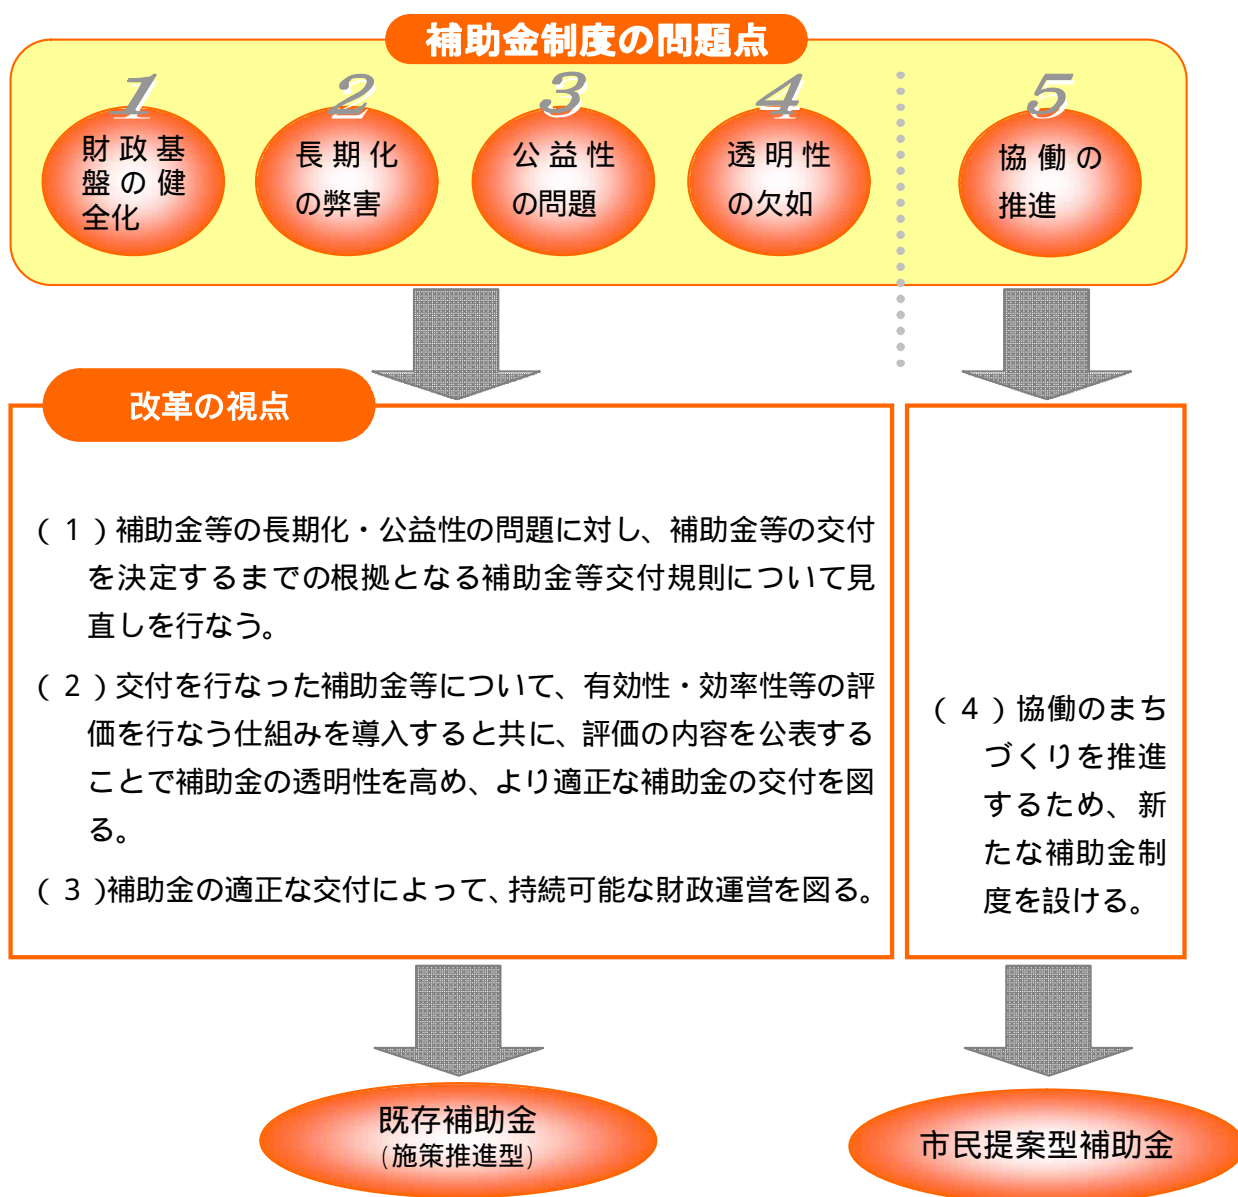 補助金制度の問題点
1
財政基
盤の健
全化
2
長期化
の弊害
3
公益性
の問題
4
透明性
の欠如
5
協働の
推進
改革の視点
(1)補助金等の長期化・公益性の問題に対し、補助金等の交付
を決定するまでの根拠となる補助金等交付規則について見
直しを行なう。
(2)交付を行なった補助金等について、有効性・効率性等の評
価を行なう仕組みを導入すると共に、評価の内容を公表する
ことで補助金の透明性を高め、より適正な補助金の交付を図
る。
(3)補助金の適正な交付によって、持続可能な財政運営を図る。
(4)協働のまち
づくりを推進
するため、新
たな補助金制
度を設ける。
既存補助金
(施策推進型)
市民提案型補助金